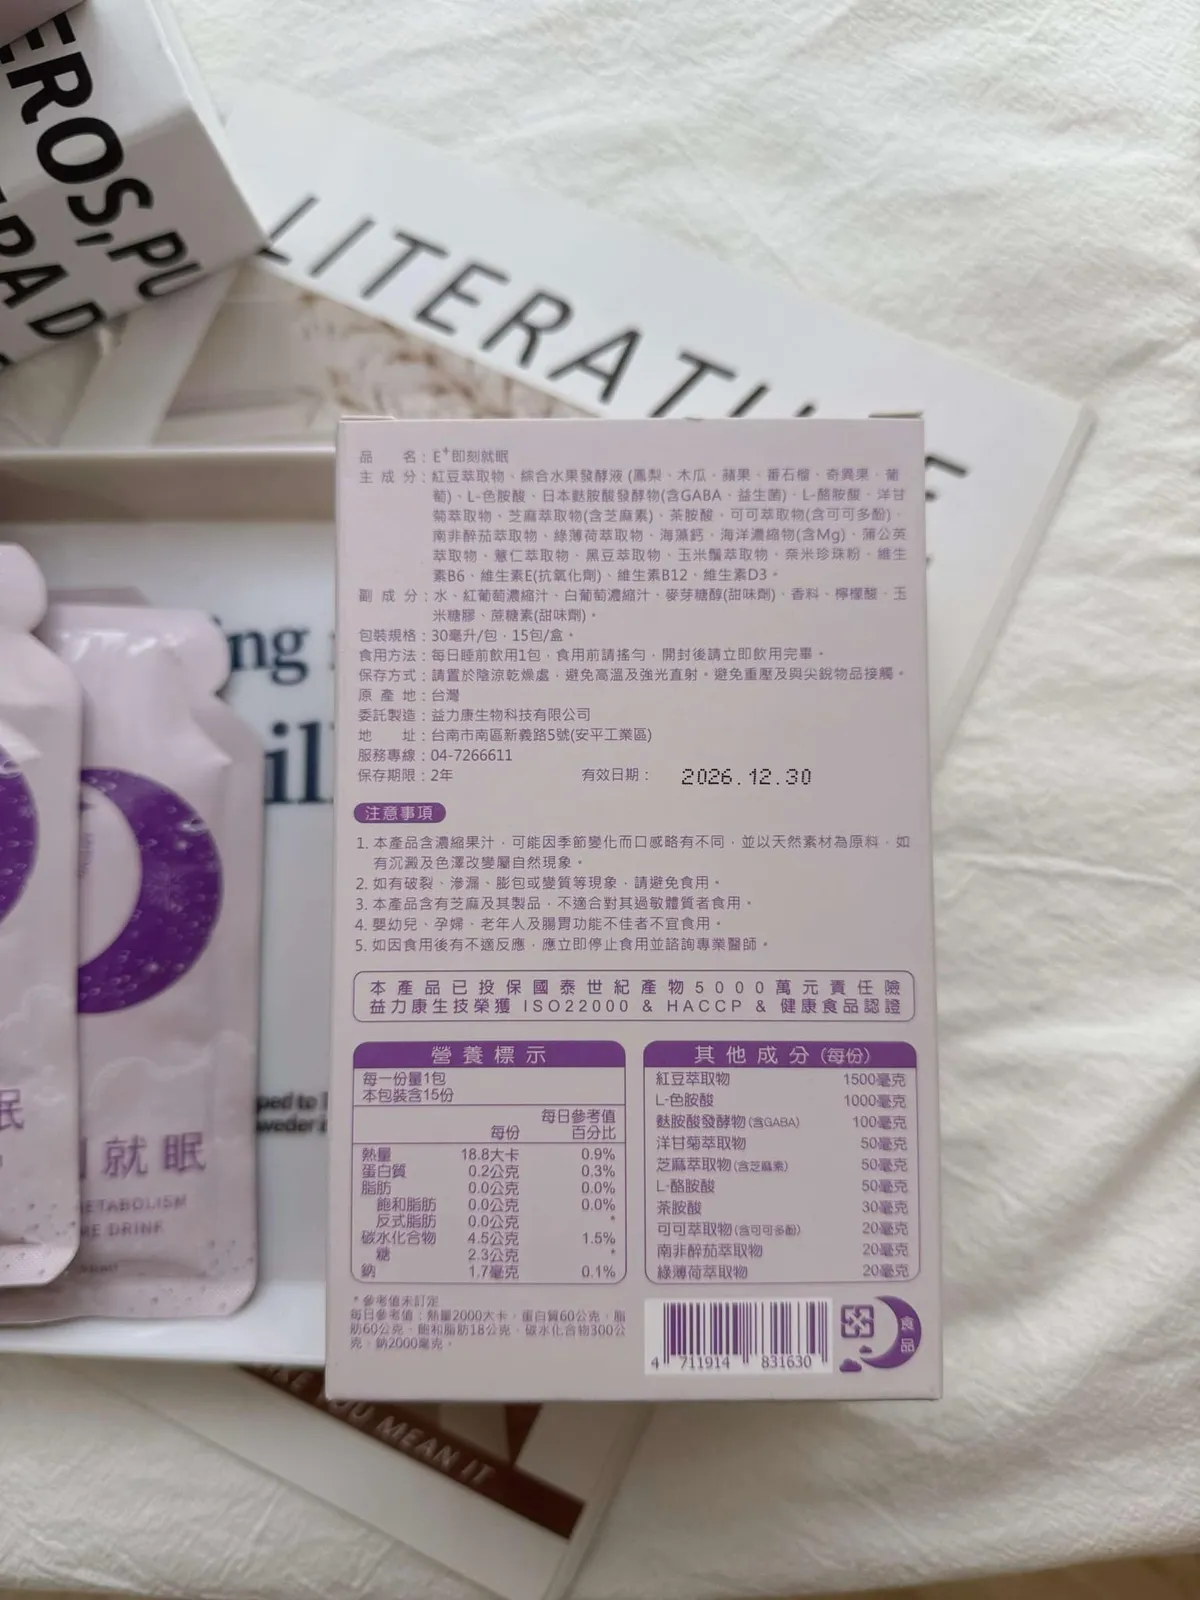 EROS, PU
PAD
LITERATU
品名：E⁺即刻就眠
主成分：紅豆萃取物、綜合水果發酵液(鳳梨、木瓜、蘋果、番石榴、奇異果、葡
萄)、L-色胺酸、日本麩胺酸發酵物(含GABA、益生菌)、L-酪胺酸、洋甘
菊萃取物、芝麻萃取物(含芝麻素)、茶胺酸、可可萃取物(含可可多酚)、
南非醉茄萃取物、綠薄荷萃取物、海藻鈣、海洋濃縮物(含Mg)、蒲公英
萃取物、薏仁萃取物、黑豆萃取物、玉米鬚萃取物、奈米珍珠粉、維生
素B6、維生素E(抗氧化劑)、維生素B12、維生素D3。
副成分：水、紅葡萄濃縮汁、白葡萄濃縮汁、麥芽糖醇(甜味劑)、香料、檸檬酸、玉
米糖膠、蔗糖素(甜味劑)。
包裝規格：30毫升/包，15包/盒。
食用方法：每日睡前飲用1包，食用前請搖勻，開封後請立即飲用完畢。
保存方式：請置於陰涼乾燥處，避免高溫及強光直射。避免重壓及與尖銳物品接觸。
原產地：台灣
委託製造：益力康生物科技有限公司
地址：台南市南區新義路5號(安平工業區)
服務專線：04-7266611
保存期限：2年 有效日期： 2026.12.30
注意事項
1. 本產品含濃縮果汁，可能因季節變化而口感略有不同，並以天然素材為原料，如
有沉澱及色澤改變屬自然現象。
2. 如有破裂、滲漏、膨包或變質等現象，請避免食用。
3. 本產品含有芝麻及其製品，不適合對其過敏體質者食用。
4. 嬰幼兒、孕婦、老年人及腸胃功能不佳者不宜食用。
5. 如因食用後有不適反應，應立即停止食用並諮詢專業醫師。
本產品已投保國泰世紀產物5000萬元責任險
益力康生技榮獲 ISO22000 & HACCP & 健康食品認證
營養標示
每一份量1包
本包裝含15份
每份 每日參考值百分比
熱量 18.8大卡 0.9%
蛋白質 0.2公克 0.3%
脂肪 0.0公克 0.0%
飽和脂肪 0.0公克 0.0%
反式脂肪 0.0公克 *
碳水化合物 4.5公克 1.5%
糖 2.3公克 *
鈉 1.7毫克 0.1%
*參考值未訂定
每日參考值：熱量2000大卡、蛋白質60公克、脂
肪60公克、飽和脂肪18公克、碳水化合物300公
克、鈉2000毫克。
其他成分(每份)
紅豆萃取物 1500毫克
L-色胺酸 1000毫克
麩胺酸發酵物(含GABA) 100毫克
洋甘菊萃取物 50毫克
芝麻萃取物(含芝麻素) 50毫克
L-酪胺酸 50毫克
茶胺酸 30毫克
可可萃取物(含可可多酚) 20毫克
南非醉茄萃取物 20毫克
綠薄荷萃取物 20毫克
4 711914 831630
食品
就眠
眠
ETABOLISM
RE DRINK
YOU MEAN IT